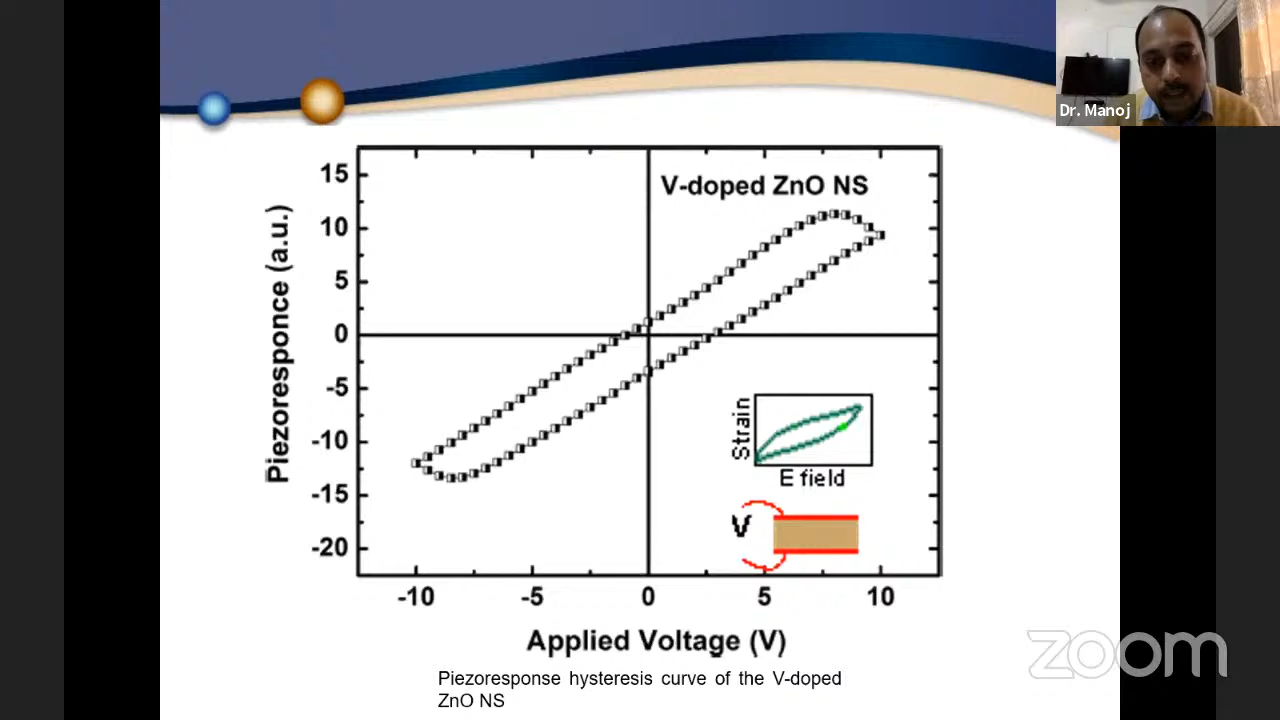 Dr. Manoj
V-doped ZnO NS
Piezoresponce (a.u.)
15
10
5
0
-5
-10
-15
-20
Strain
E field
V
-10 -5 0 5 10
Applied Voltage (V)
Piezoresponse hysteresis curve of the V-doped
ZnO NS
zoom